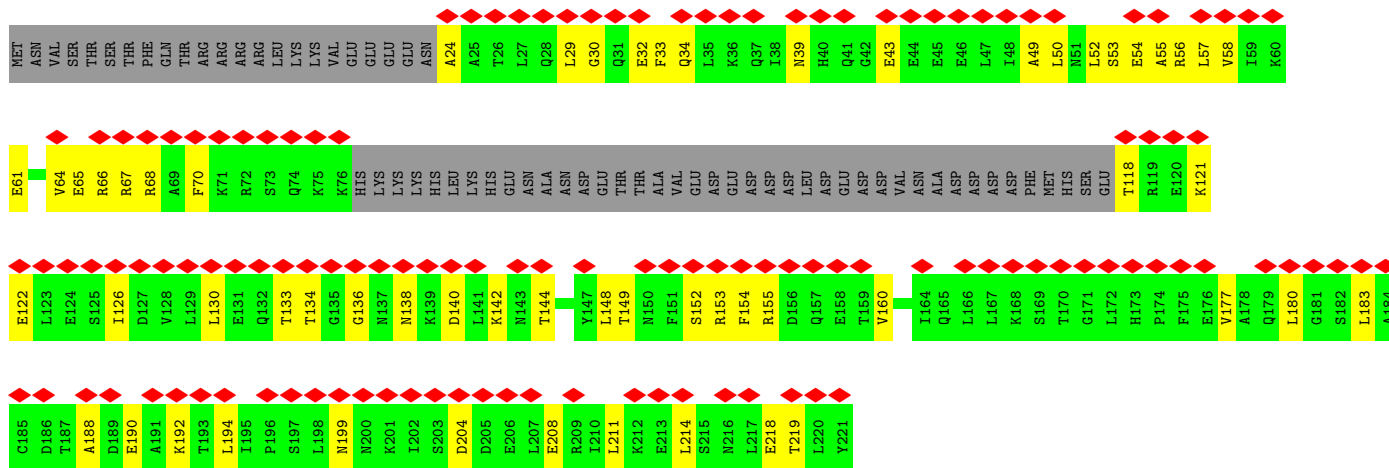 MET ASN VAL SER THR SER THR PHE GLN THR ARG ARG ARG ARG LEU LYS LYS VAL GLU GLU GLU GLU ASN A24 A25 T26 L27 Q28 L29 G30 Q31 E32 F33 Q34 L35 K36 Q37 I38 N39 H40 Q41 G42 E43 E44 E45 E46 L47 I48 A49 L50 N51 L52 S53 E54 A55 R56 L57 V58 I59 K60
E61 V64 E65 R66 R67 R68 A69 F70 K71 R72 S73 Q74 K75 K76 HIS LYS LYS LYS HIS LEU LYS HIS GLU ASN ALA ASN ASP GLU THR THR ALA VAL GLU ASP GLU ASP ASP ASP LEU ASP GLU ASP ASP VAL ASN ALA ASP ASP ASP ASP PHE MET HIS SER GLU T118 R119 E120 K121
E122 L123 E124 S125 I126 D127 V128 L129 L130 E131 Q132 T133 T134 G135 G136 N137 N138 K139 D140 L141 K142 N143 T144 Y147 L148 T149 N150 F151 S152 R153 F154 R155 D156 Q157 E158 T159 V160 I164 Q165 L166 L167 K168 S169 T170 G171 L172 H173 P174 F175 E176 V177 A178 Q179 L180 G181 S182 L183 A184
C185 D186 T187 A188 D189 E190 A191 K192 T193 L194 I195 P196 S197 L198 N199 N200 K201 I202 S203 D204 D205 E206 L207 E208 R209 I210 L211 K212 E213 L214 S215 N216 L217 E218 T219 L220 Y221